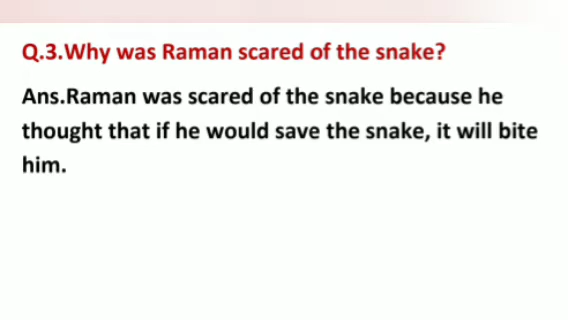 Q.3.Why was Raman scared of the snake?
Ans.Raman was scared of the snake because he
thought that if he would save the snake, it will bite
him.